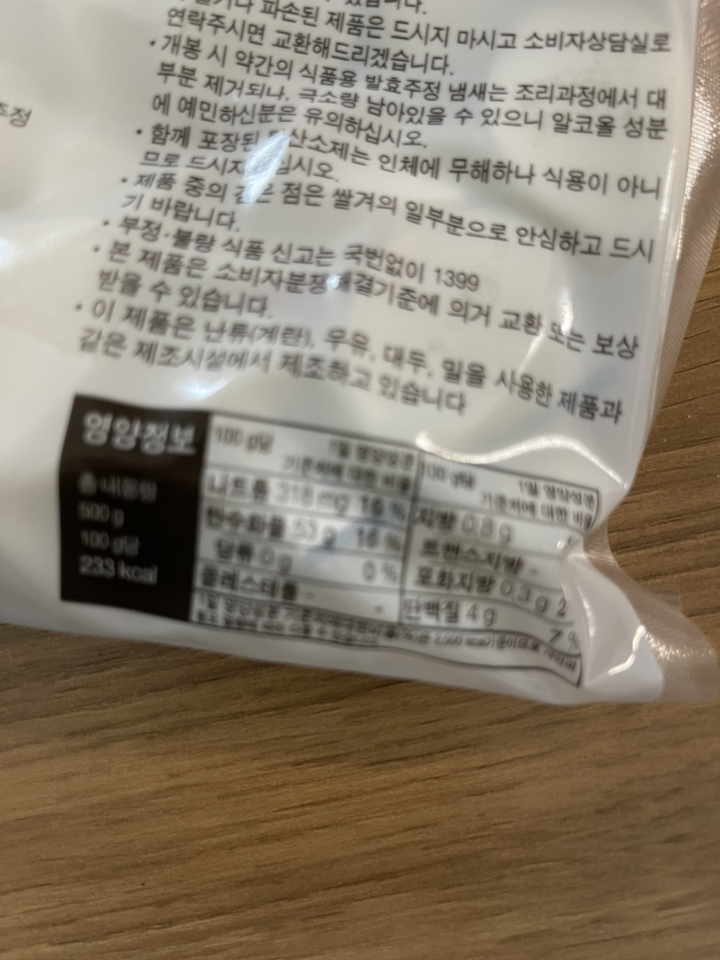 파손된 제품은 드시지 마시고 소비자상담실로
연락주시면 교환해드리겠습니다.
• 개봉 시 약간의 식품용 발효주정 냄새는 조리과정에서 대
부분 제거되나, 극소량 남아있을 수 있으니 알코올 성분
에 예민하신분은 유의하십시오.
• 함께 포장된 는 인체에 무해하나 식용이 아니
므로 드시지 십시오.
• 제품 중의 점은 쌀겨의 일부분으로 안심하고 드시
기 바랍니다.
• 부정·불량 식품 신고는 국번없이 1399
• 본 제품은 소비자분쟁해결기준에 의거 교환 또는 보상
받을 수 있습니다.
• 이 제품은 난류(계란), 우유, 대두, 밀을 사용한 제품과
같은 제조시설에서 제조하고 있습니다
주정
영양정보
총 내용량
500 g
100 g당
233 kcal
100 g당 1일 영양성분
기준치에 대한 비율
나트륨 318 mg 16 %
탄수화물 53 g 16 %
당류 0 g 0 %
콜레스테롤 - -
100 g당 1일 영양성분
기준치에 대한 비율
지방 0.8 g
트랜스지방 -
포화지방 0.3 g 2
단백질 4 g 7 %